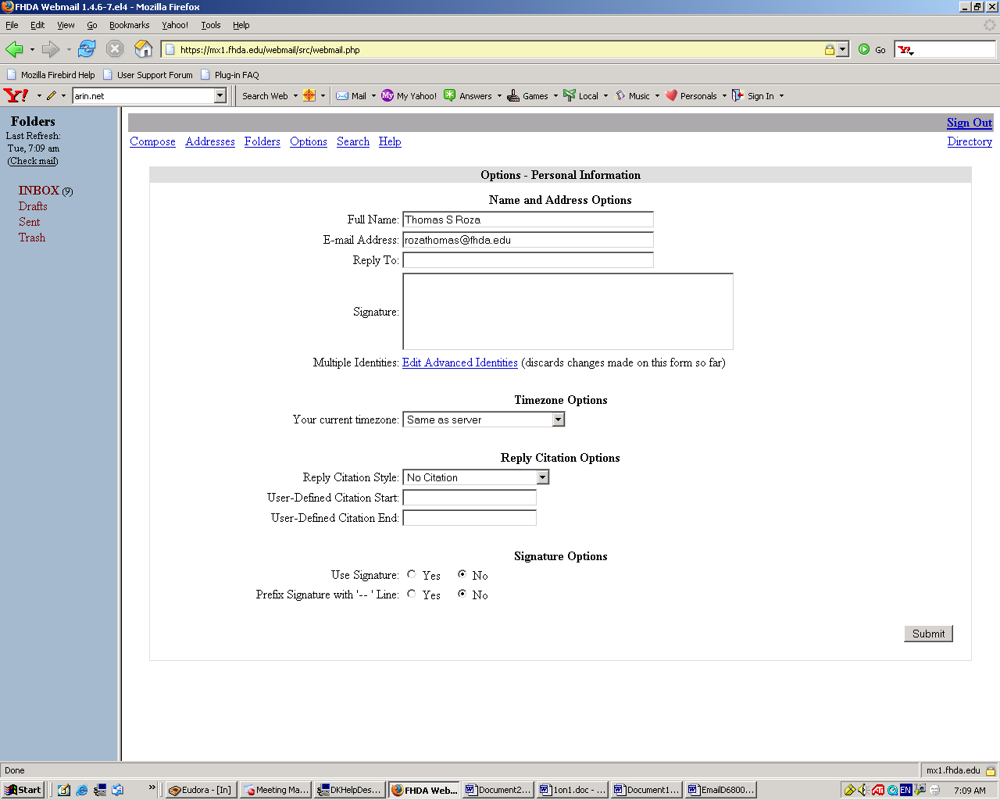 FHDA Webmail 1.4.6-7.el4 - Mozilla Firefox
File Edit View Go Bookmarks Yahoo! Tools Help
https://mx1.fhda.edu/webmail/src/webmail.php Go Y!
Mozilla Firebird Help User Support Forum Plug-in FAQ
Y! arin.net Search Web Mail My My Yahoo! Answers Games Local Music Personals Sign In
Folders
Last Refresh:
Tue, 7:09 am
(Check mail)
INBOX (9)
Drafts
Sent
Trash
Sign Out
Compose Addresses Folders Options Search Help Directory
Options - Personal Information
Name and Address Options
Full Name: Thomas S Roza
E-mail Address: rozathomas@fhda.edu
Reply To:
Signature:
Multiple Identities: Edit Advanced Identities (discards changes made on this form so far)
Timezone Options
Your current timezone: Same as server
Reply Citation Options
Reply Citation Style: No Citation
User-Defined Citation Start:
User-Defined Citation End:
Signature Options
Use Signature: Yes No
Prefix Signature with '-- ' Line: Yes No
Submit
Done mx1.fhda.edu
Start » Eudora - [In] Meeting Ma... DKHelpDes... FHDA Web... Document2... 1on1.doc - ... Document1... EmailD6800... EN 7:09 AM